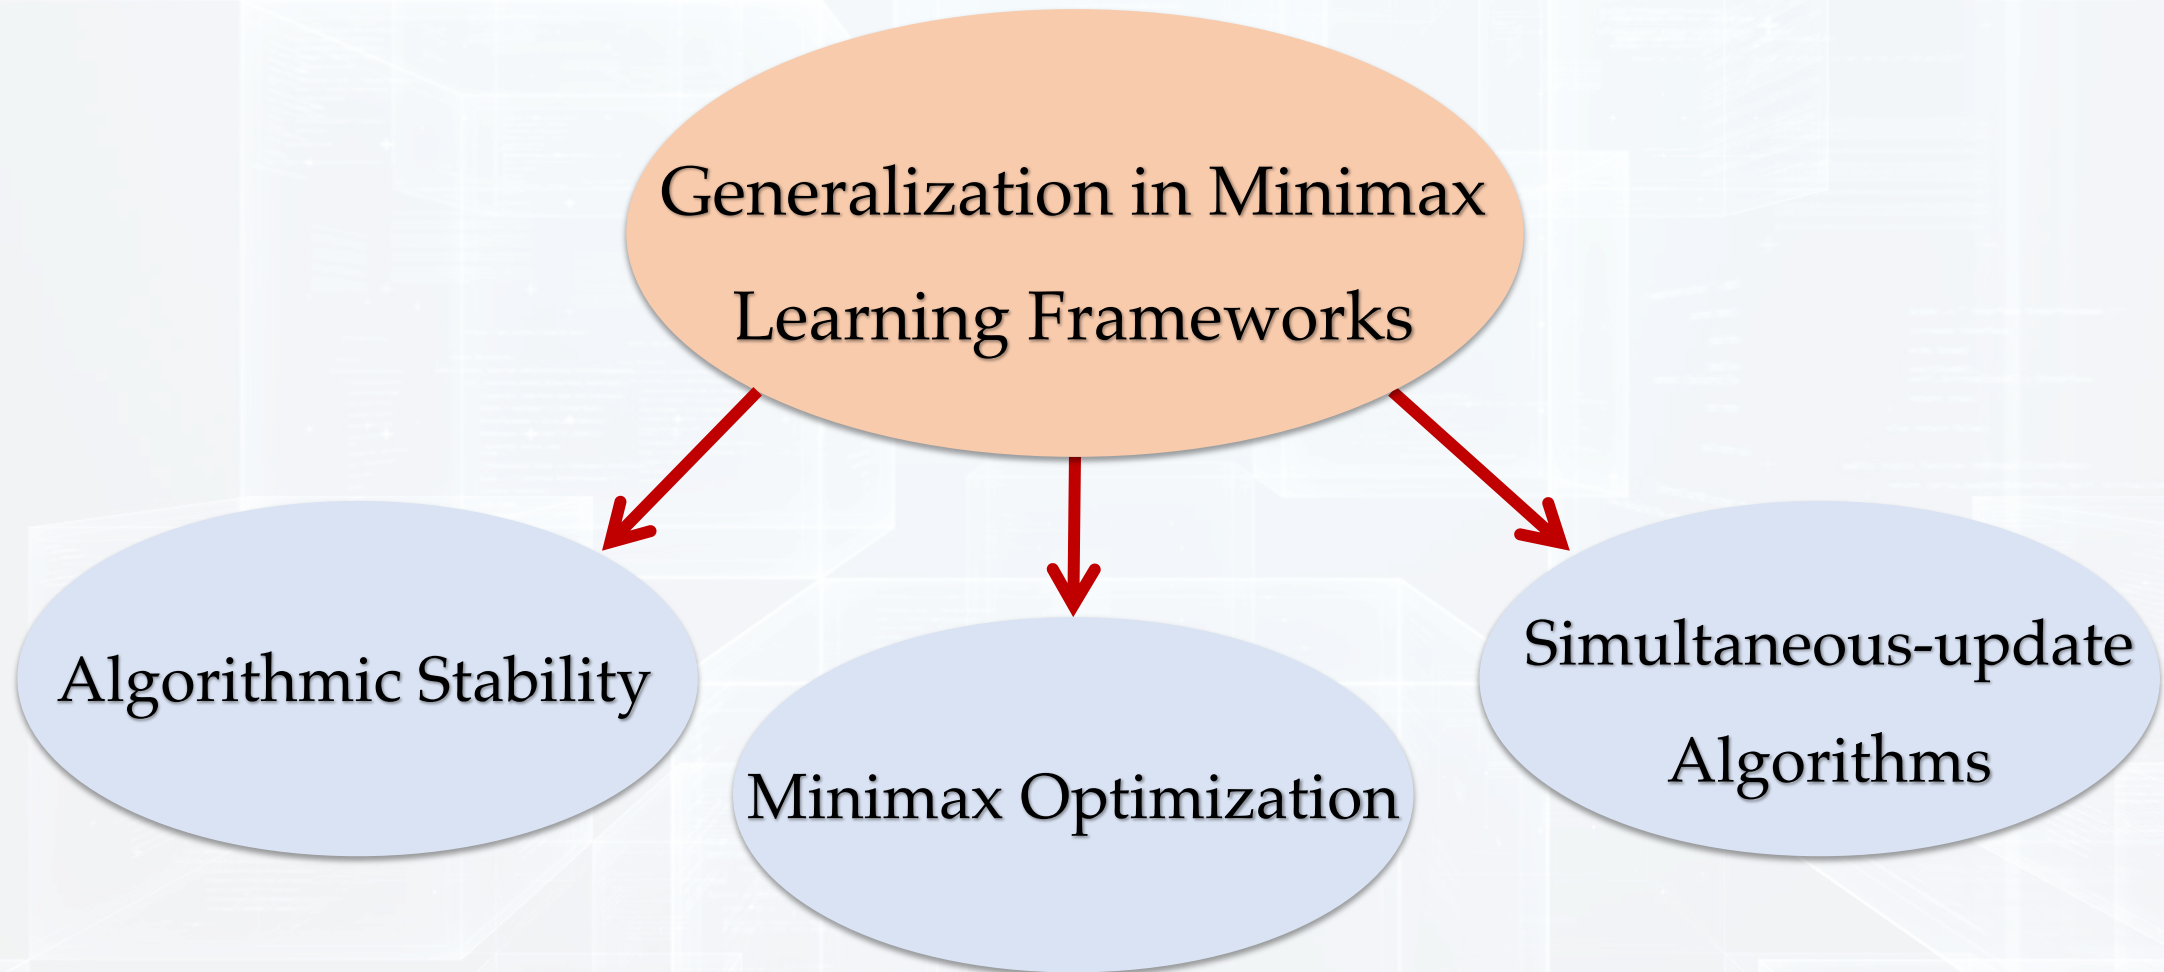 Generalization in Minimax
Learning Frameworks
Algorithmic Stability
Minimax Optimization
Simultaneous-update
Algorithms